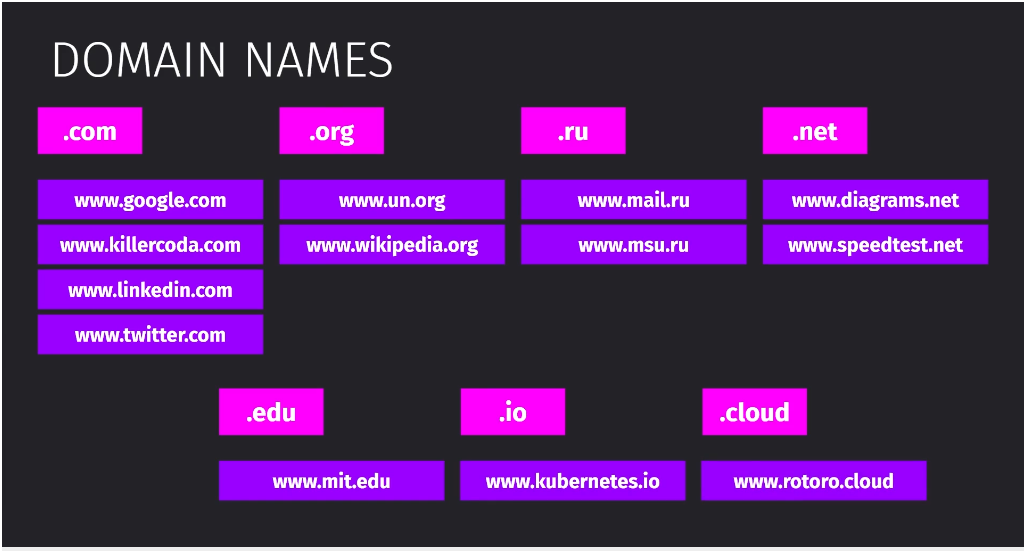 DOMAIN NAMES
.com
.org
.ru
.net
www.google.com
www.un.org
www.mail.ru
www.diagrams.net
www.killercoda.com
www.wikipedia.org
www.msu.ru
www.speedtest.net
www.linkedin.com
www.twitter.com
.edu
.io
.cloud
www.mit.edu
www.kubernetes.io
www.rotoro.cloud